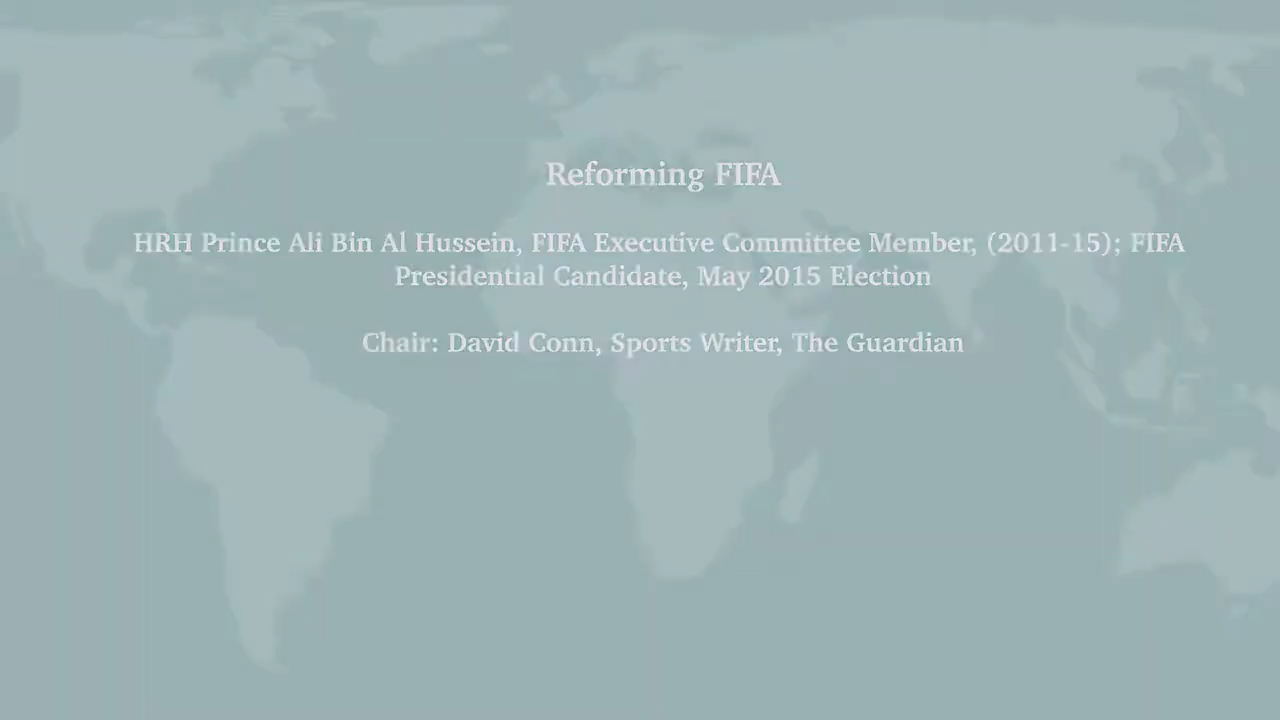 Reforming FIFA
HRH Prince Ali Bin Al Hussein, FIFA Executive Committee Member, (2011-15); FIFA
Presidential Candidate, May 2015 Election
Chair: David Conn, Sports Writer, The Guardian